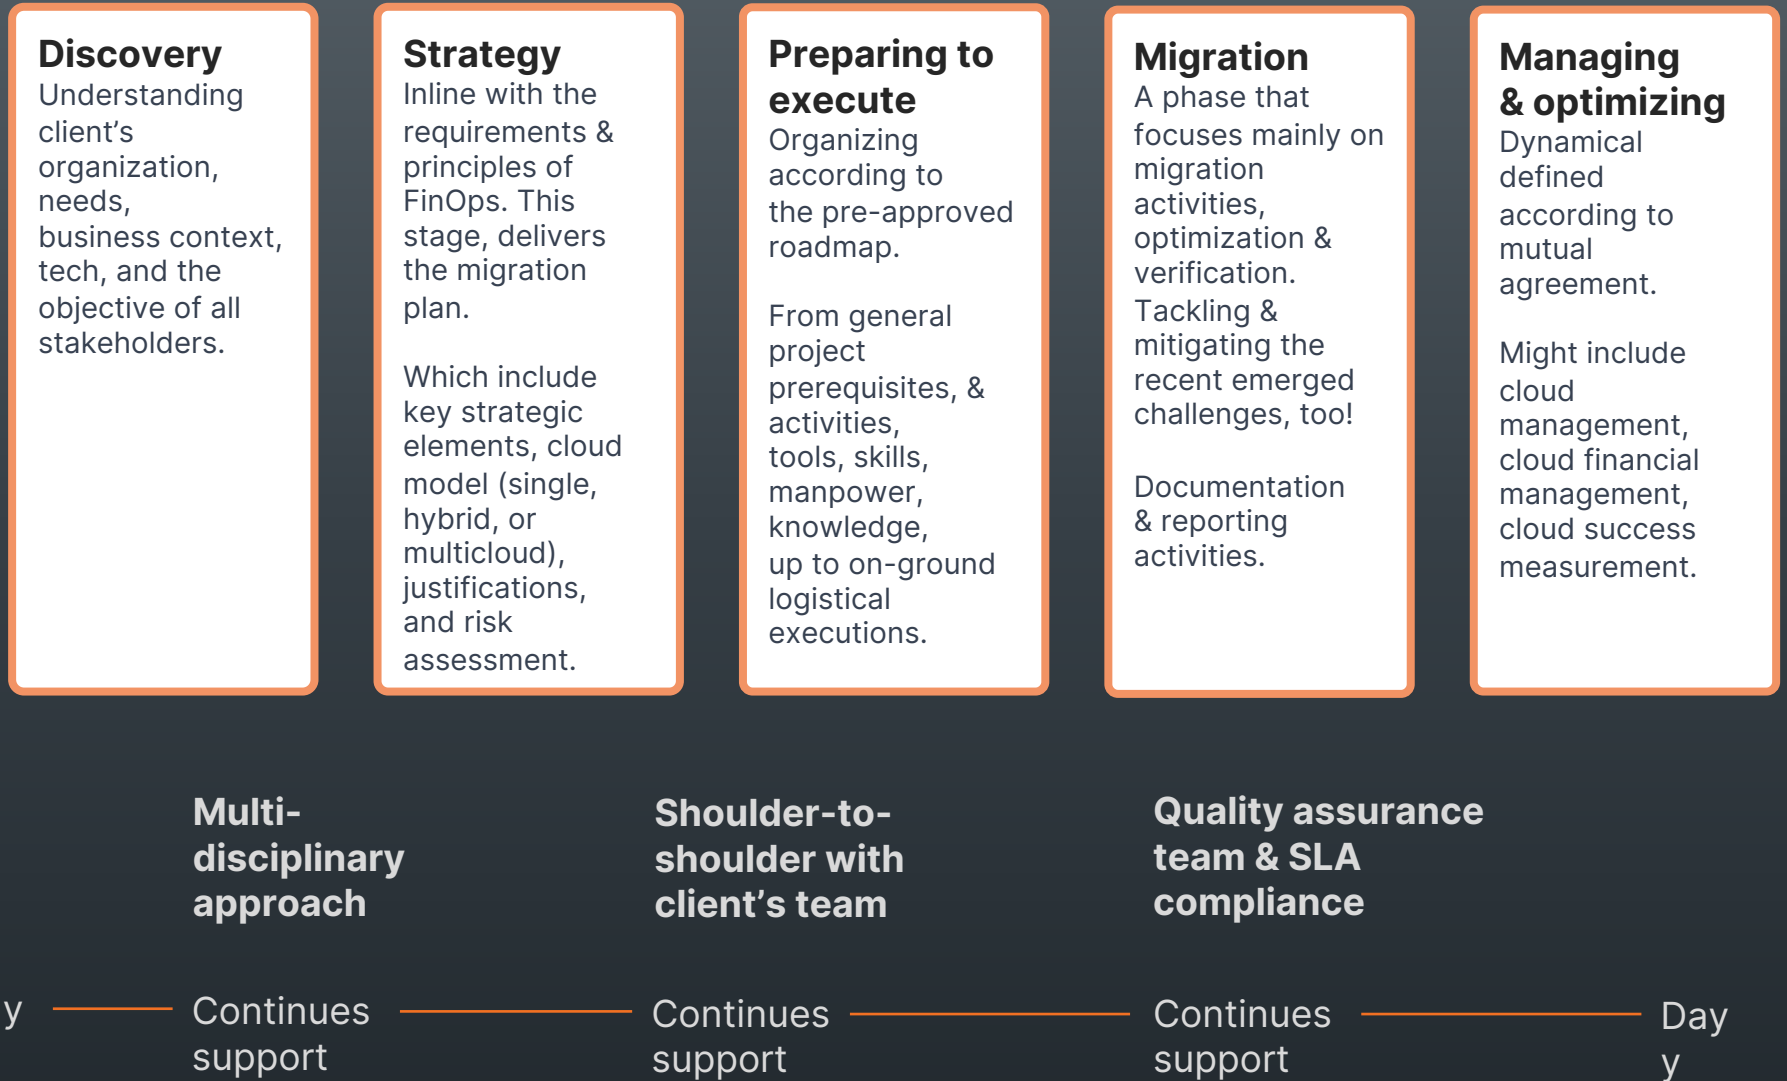 Discovery
Understanding
client’s
organization,
needs,
business context,
tech, and the
objective of all
stakeholders.
Strategy
Inline with the
requirements &
principles of
FinOps. This
stage, delivers
the migration
plan.
Which include
key strategic
elements, cloud
model (single,
hybrid, or
multicloud),
justifications,
and risk
assessment.
Preparing to
execute
Organizing
according to
the pre-approved
roadmap.
From general
project
prerequisites, &
activities,
tools, skills,
manpower,
knowledge,
up to on-ground
logistical
executions.
Migration
A phase that
focuses mainly on
migration
activities,
optimization &
verification.
Tackling &
mitigating the
recent emerged
challenges, too!
Documentation
& reporting
activities.
Managing
& optimizing
Dynamical
defined
according to
mutual
agreement.
Might include
cloud
management,
cloud financial
management,
cloud success
measurement.
Multi-
disciplinary
approach
Shoulder-to-
shoulder with
client’s team
Quality assurance
team & SLA
compliance
y
Continues
support
Continues
support
Continues
support
Day
y